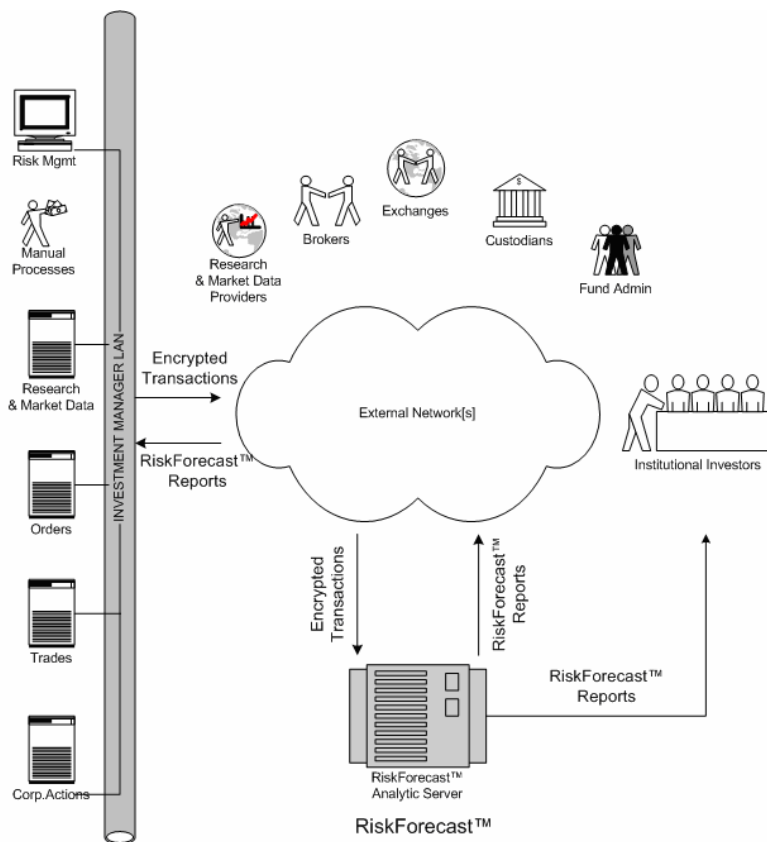 Risk Mgmt
Manual
Processes
Research
& Market Data
Orders
Trades
Corp.Actions
INVESTMENT MANAGER LAN
Research
& Market Data
Providers
Brokers
Exchanges
$
Custodians
Fund Admin
Encrypted
Transactions
RiskForecast™
Reports
External Network[s]
Institutional Investors
Encrypted
Transactions
RiskForecast™
Reports
RiskForecast™
Reports
RiskForecast™
Analytic Server
RiskForecast™